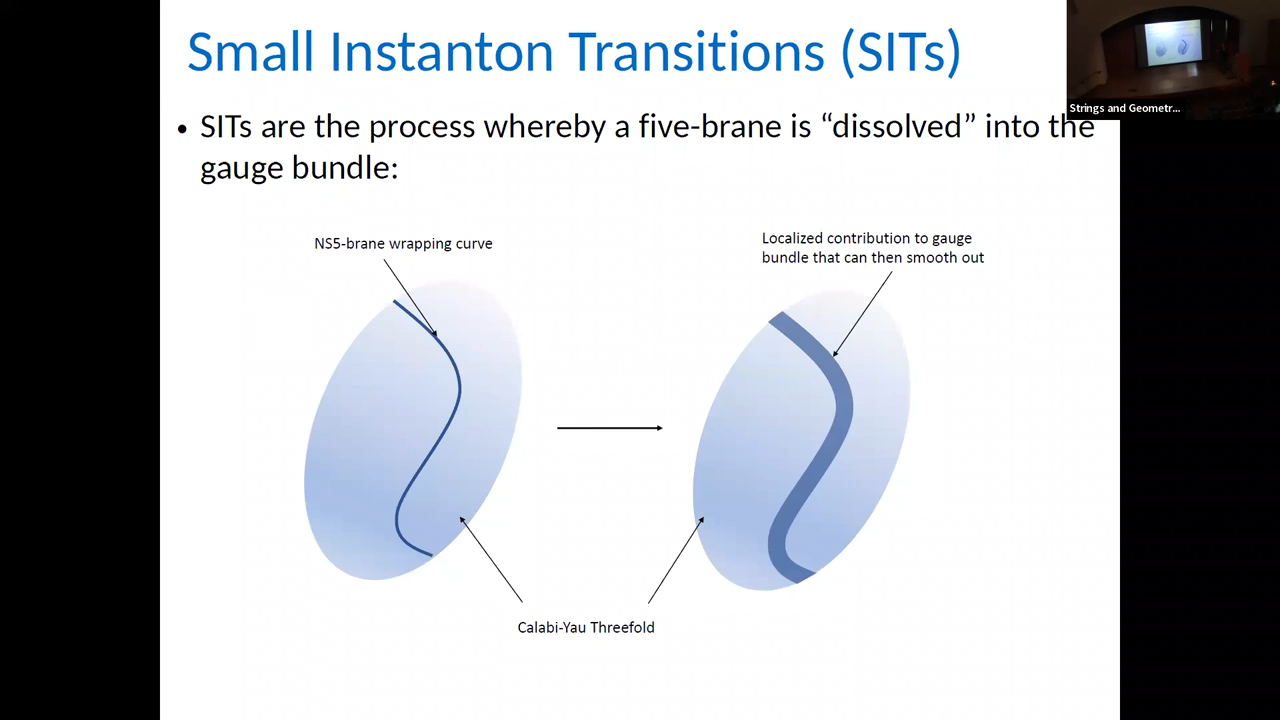 Small Instanton Transitions (SITs)
Strings and Geometr...
• SITs are the process whereby a five-brane is “dissolved” into the
gauge bundle:
NS5-brane wrapping curve
Localized contribution to gauge
bundle that can then smooth out
Calabi-Yau Threefold